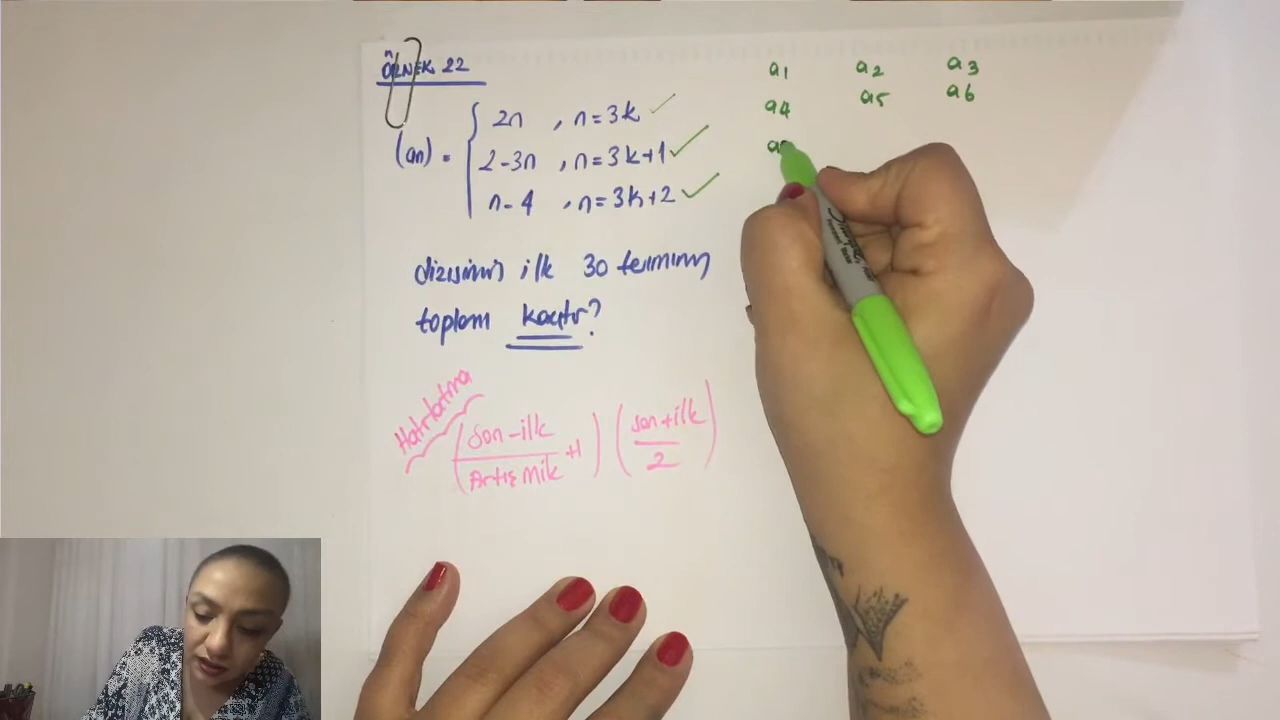 ÖRNEK 22
(an) = { 2n , n=3k
2-3n , n=3k+1
n-4 , n=3k+2
dizisinin ilk 30 teriminin
toplam kaçtır?
Hatırlatma
(Son-ilk / Artış Mik +1) (son+ilk / 2)
a1 a2 a3
a4 a5 a6